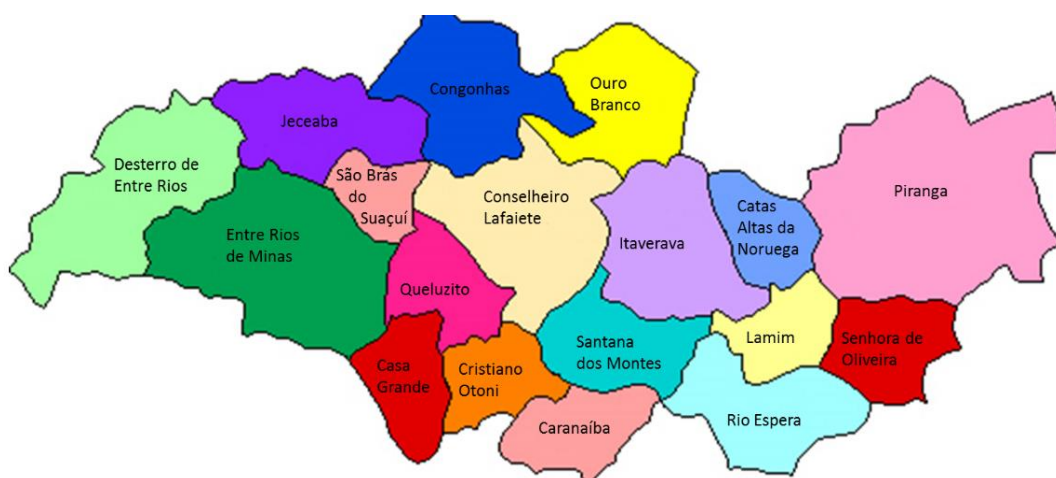 Congonhas
Ouro
Branco
Jeceaba
Desterro de
Entre Rios
São Brás
do
Suaçuí
Conselheiro
Lafaiete
Piranga
Catas
Altas da
Noruega
Entre Rios
de Minas
Itaverava
Queluzito
Santana
dos Montes
Lamim
Senhora de
Oliveira
Casa
Grande
Cristiano
Otoni
Caranaíba
Rio Espera